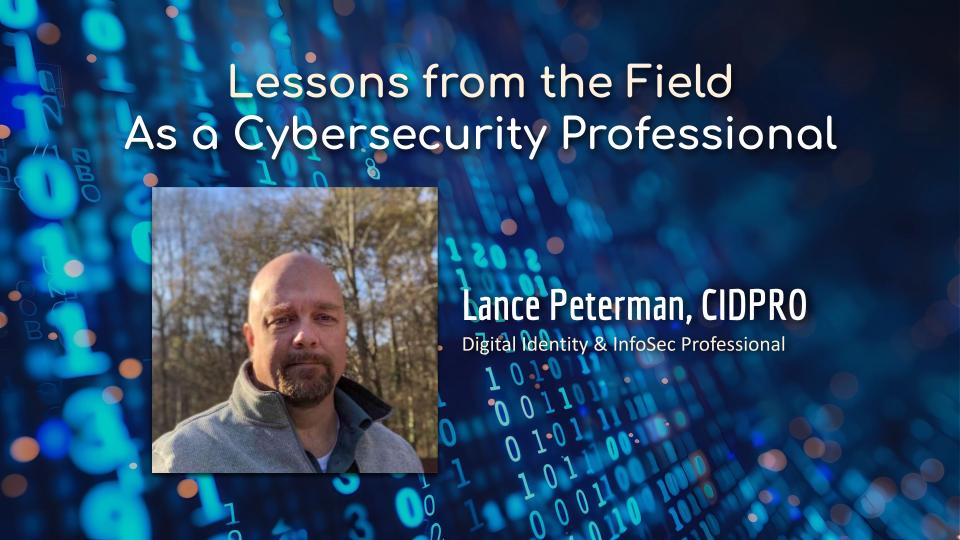 Lessons from the Field
As a Cybersecurity Professional
Lance Peterman, CIDPRO
Digital Identity & InfoSec Professional